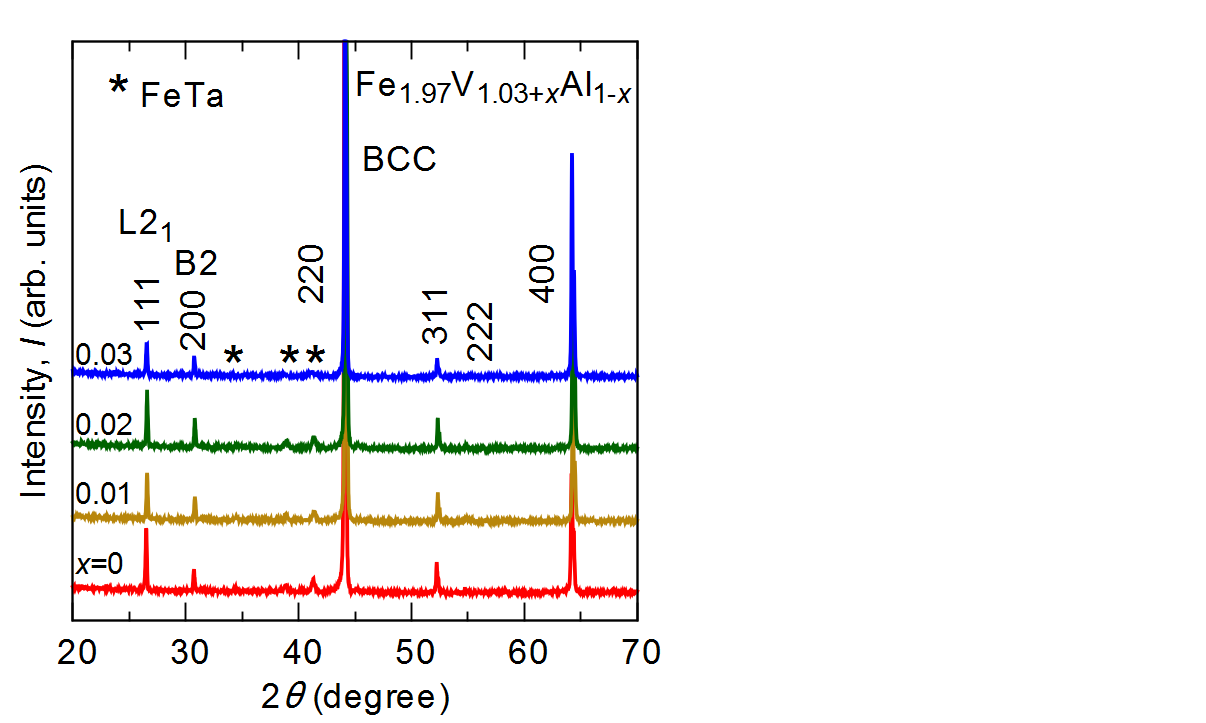 * FeTa
Fe1.97V1.03+xAl1-x
BCC
L21
B2
111
200
220
311
222
400
* * *
0.03
0.02
0.01
x=0
Intensity, I (arb. units)
20 30 40 50 60 70
2θ (degree)